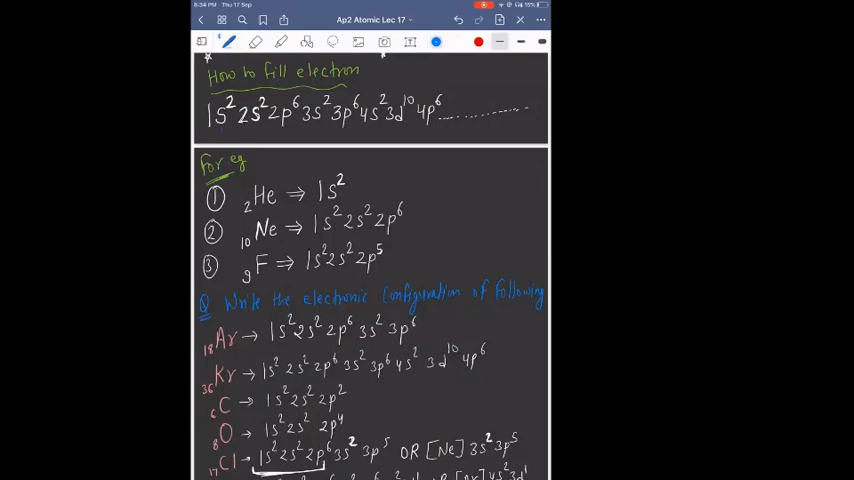 8:34 PM Thu 17 Sep 15%
Ap2 Atomic Lec 17
How to fill electron
1s² 2s² 2p⁶ 3s² 3p⁶ 4s² 3d¹⁰ 4p⁶ ..............
For eg
① ₂He ⇒ 1s²
② ₁₀Ne ⇒ 1s² 2s² 2p⁶
③ ₉F ⇒ 1s² 2s² 2p⁵
Q Write the electronic configuration of following
₁₈Ar → 1s² 2s² 2p⁶ 3s² 3p⁶
₃₆Kr → 1s² 2s² 2p⁶ 3s² 3p⁶ 4s² 3d¹⁰ 4p⁶
₆C → 1s² 2s² 2p²
₈O → 1s² 2s² 2p⁴
₁₇Cl → 1s² 2s² 2p⁶ 3s² 3p⁵ OR [Ne] 3s² 3p⁵